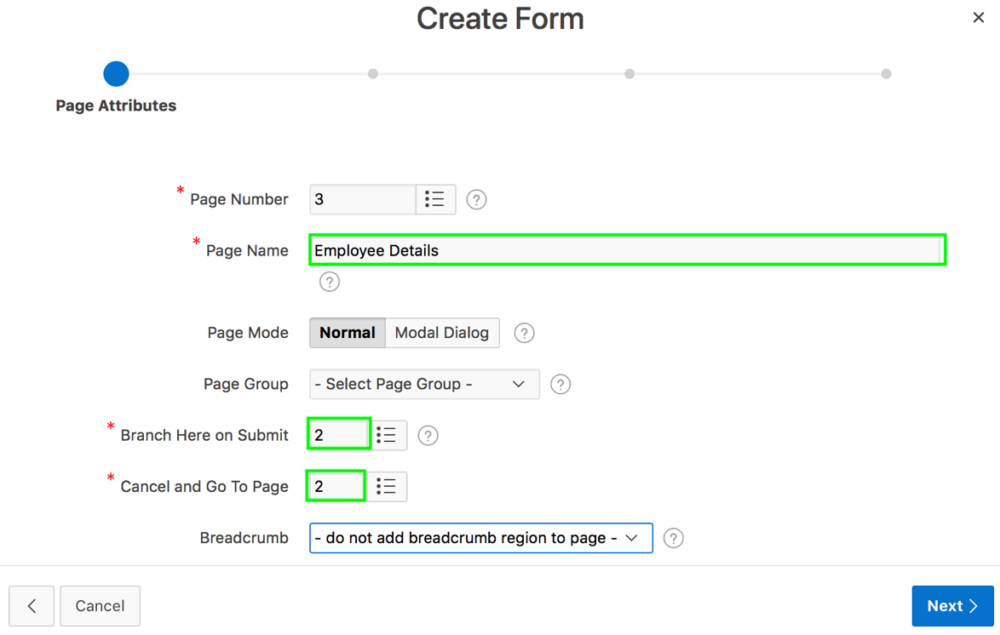 Create Form
Page Attributes
* Page Number 3 ?
* Page Name Employee Details
?
Page Mode Normal Modal Dialog ?
Page Group - Select Page Group - ?
* Branch Here on Submit 2 ?
* Cancel and Go To Page 2
Breadcrumb - do not add breadcrumb region to page - ?
Cancel Next